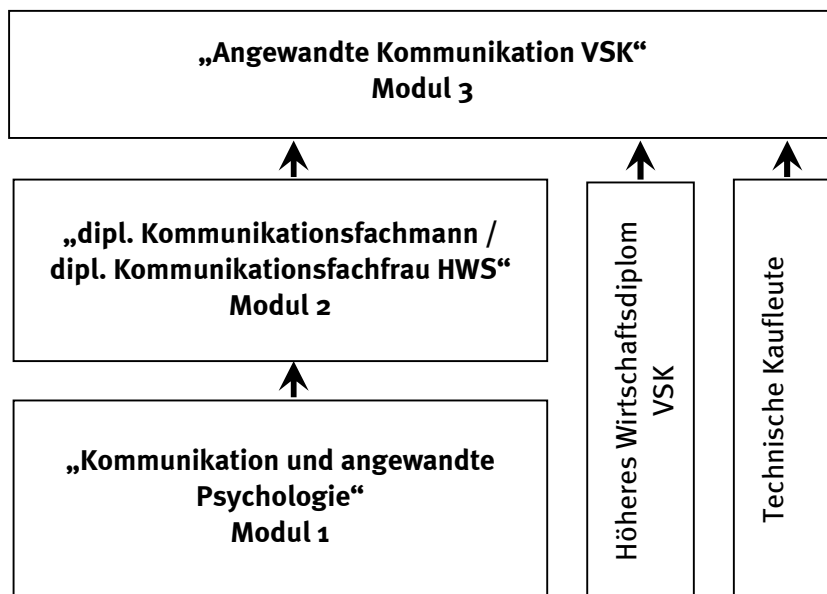 „Angewandte Kommunikation VSK“
Modul 3
„dipl. Kommunikationsfachmann /
dipl. Kommunikationsfachfrau HWS“
Modul 2
„Kommunikation und angewandte
Psychologie“
Modul 1
Höheres Wirtschaftsdiplom
VSK
Technische Kaufleute